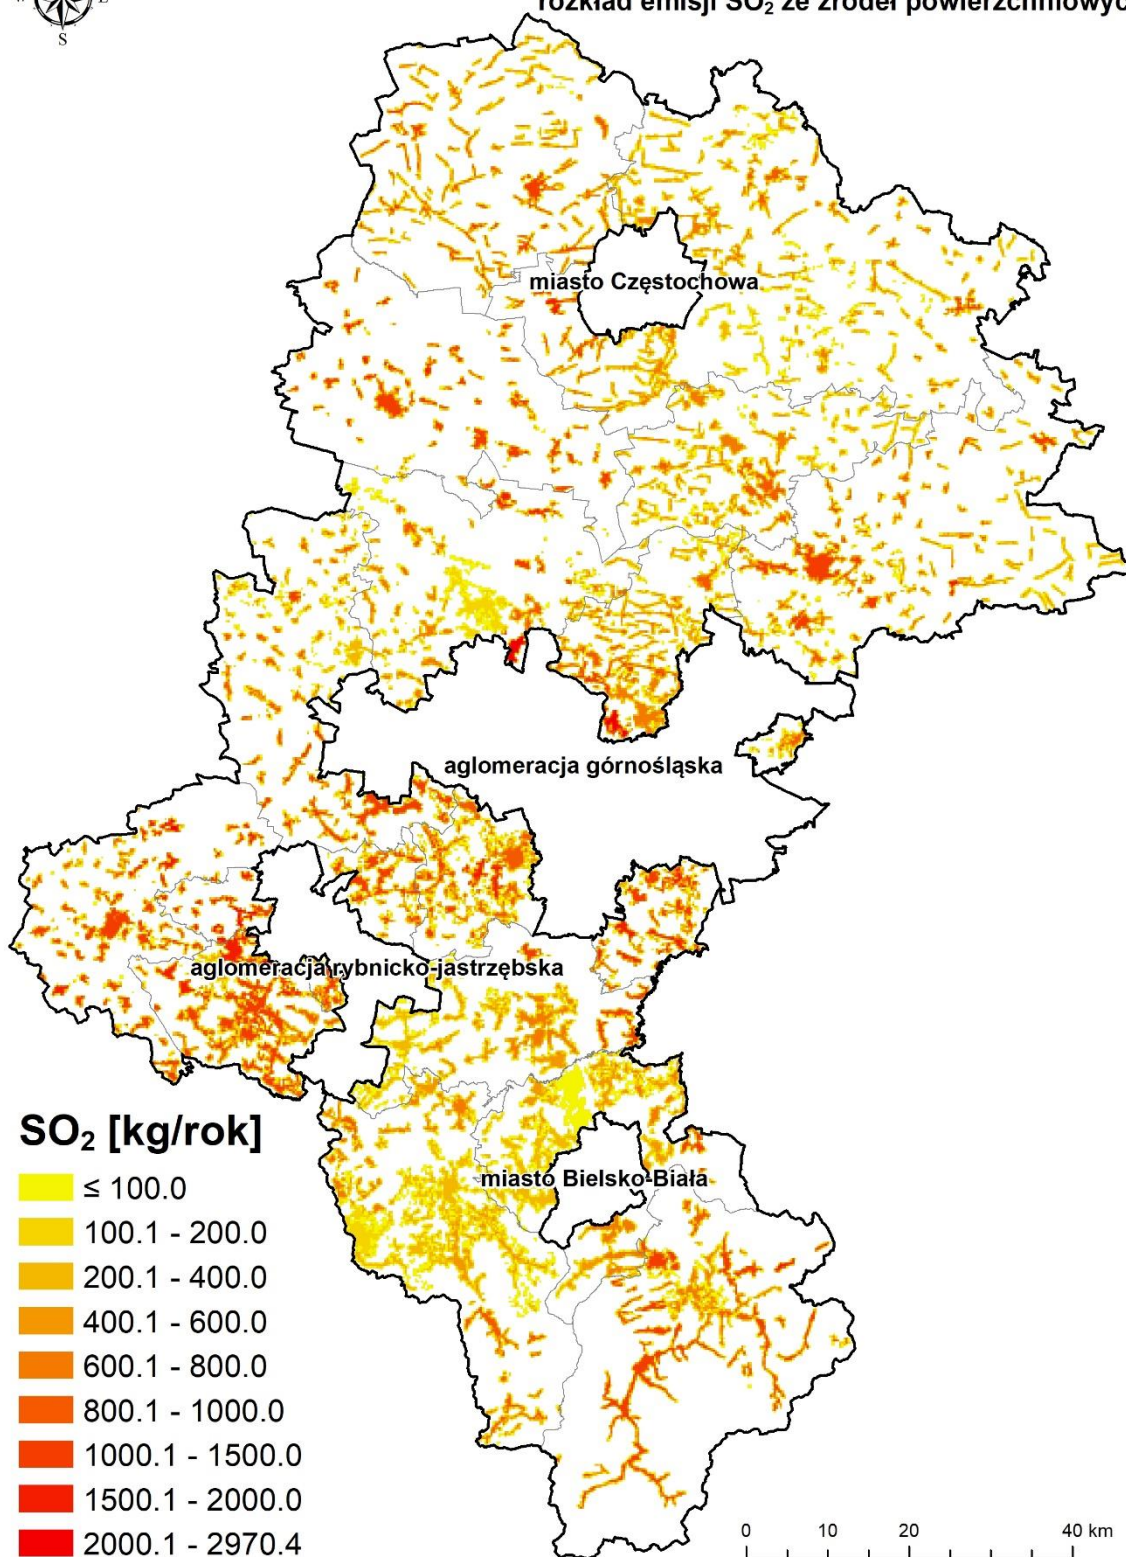 rozkład emisji SO₂ ze źródeł powierzchniowyc
S
miasto Częstochowa
aglomeracja górnośląska
aglomeracja rybnicko-jastrzębska
miasto Bielsko-Biała
SO₂ [kg/rok]
≤ 100.0
100.1 - 200.0
200.1 - 400.0
400.1 - 600.0
600.1 - 800.0
800.1 - 1000.0
1000.1 - 1500.0
1500.1 - 2000.0
2000.1 - 2970.4
0 10 20 40 km